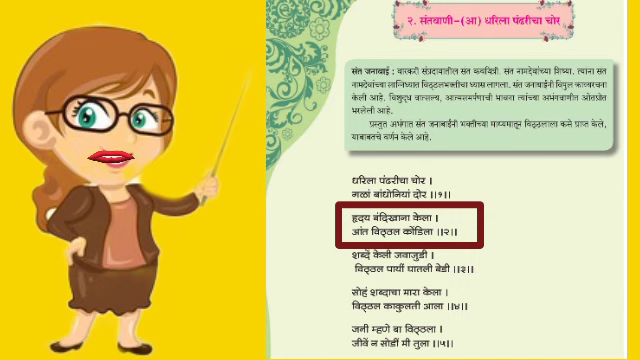 २. संतवाणी–(आ) धरिला पंढरीचा चोर
संत जनाबाई : वारकरी संप्रदायातील संत कवयित्री. संत नामदेवांच्या शिष्या. त्यांना संत
नामदेवांच्या सान्निध्यात विठ्ठलभक्तीचा ध्यास लागला. संत जनाबाईंनी विपुल काव्यरचना
केली आहे. विशुद्ध वात्सल्य, आत्मसमर्पणाची भावना त्यांच्या अभंगवाणीत ओतप्रोत
भरलेली आहे.
प्रस्तुत अभंगात संत जनाबाईंनी भक्तीच्या माध्यमातून विठ्ठलाला कसे प्राप्त केले,
याबाबतचे वर्णन केले आहे.
धरिला पंढरीचा चोर ।
गळां बांधोनियां दोर ।।१।।
हृदय बंदिखाना केला ।
आंत विठ्ठल कोंडिला ।।२।।
शब्दें केली जवाजुडी ।
विठ्ठल पायीं घातली बेडी ।।३।।
सोहं शब्दाचा मारा केला ।
विठ्ठल काकुलती आला ।।४।।
जनी म्हणे बा विठ्ठला ।
जीवें न सोडीं मी तुला ।।५।।